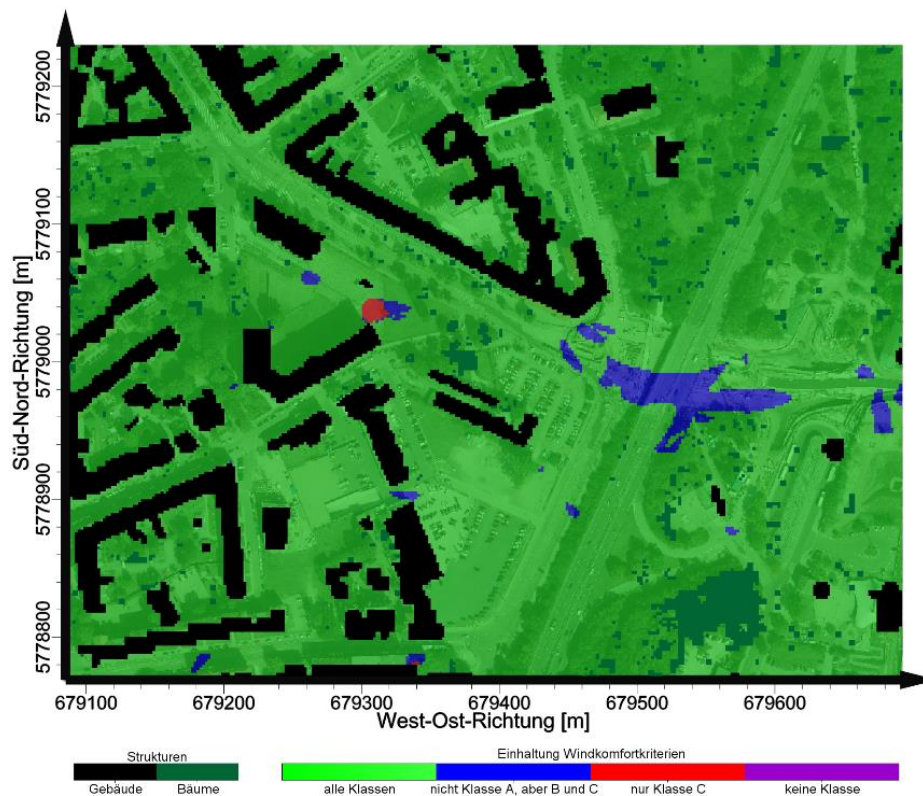 5779200
5779100
5779000
5778900
5778800
Süd-Nord-Richtung [m]
679100 679200 679300 679400 679500 679600
West-Ost-Richtung [m]
Strukturen
Gebäude Bäume
Einhaltung Windkomfortkriterien
alle Klassen nicht Klasse A, aber B und C nur Klasse C keine Klasse